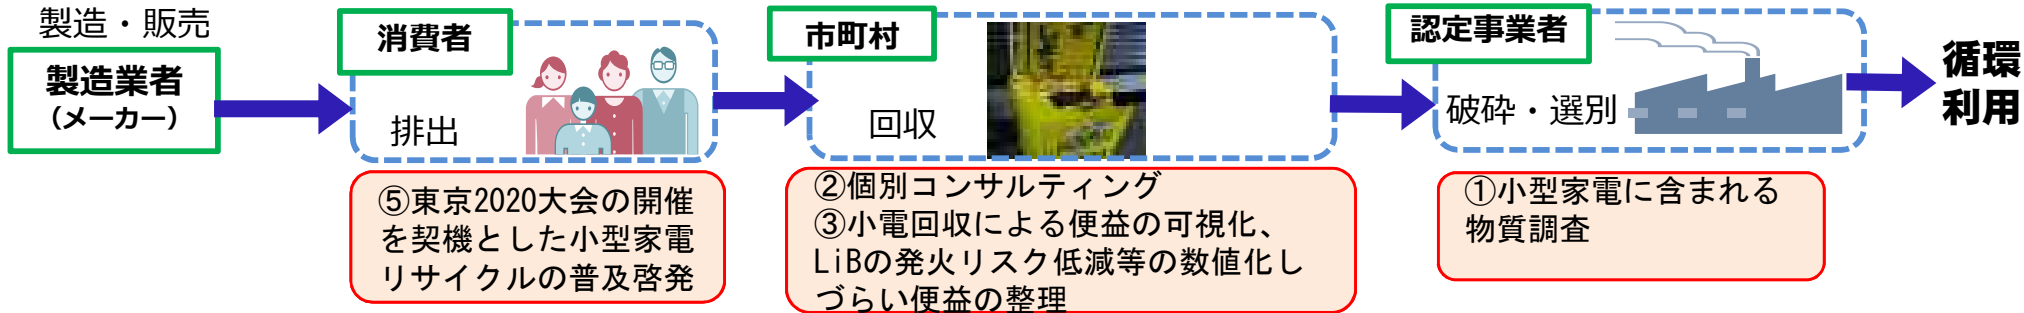 製造・販売
製造業者
（メーカー）
消費者
排出
市町村
回収
認定事業者
破砕・選別
循環
利用
⑤東京2020大会の開催
を契機とした小型家電
リサイクルの普及啓発
②個別コンサルティング
③小電回収による便益の可視化、
LiBの発火リスク低減等の数値化し
づらい便益の整理
①小型家電に含まれる
物質調査